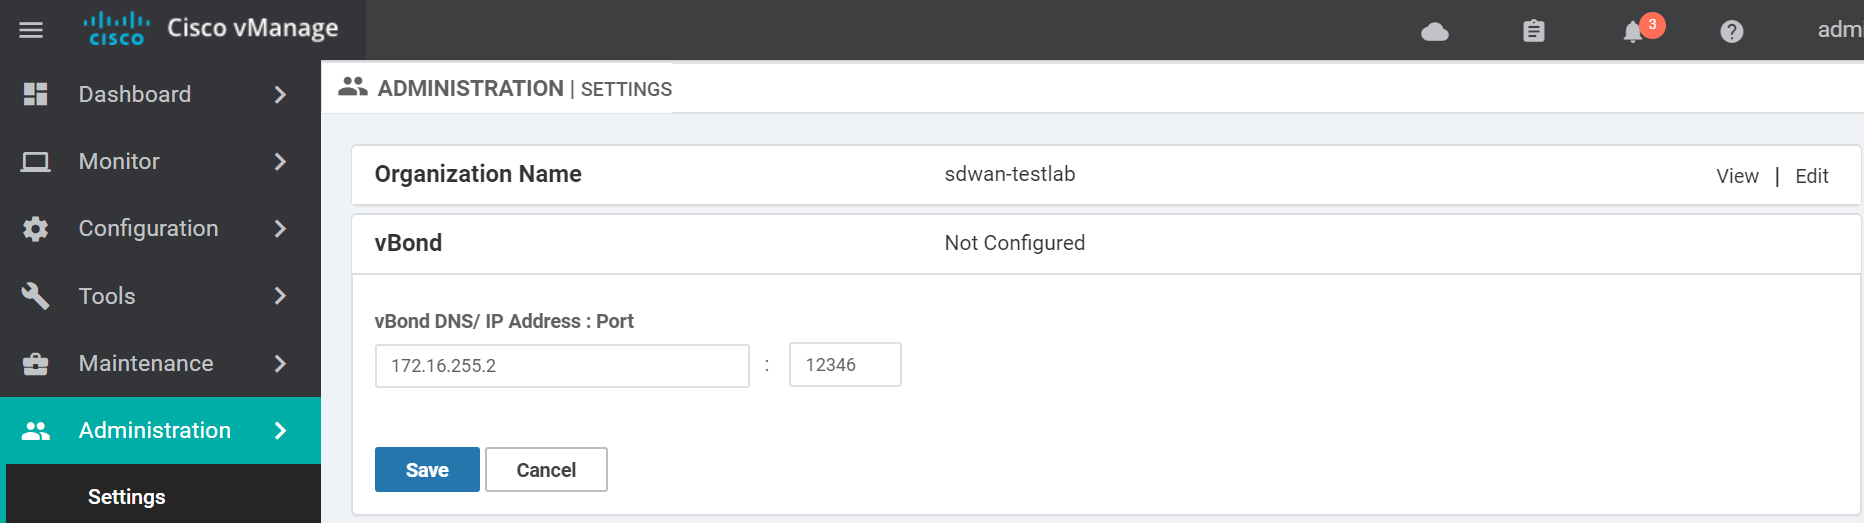 cisco Cisco vManage 3 admi
Dashboard
Monitor
Configuration
Tools
Maintenance
Administration
Settings
ADMINISTRATION | SETTINGS
Organization Name sdwan-testlab View | Edit
vBond Not Configured
vBond DNS/ IP Address : Port
172.16.255.2 : 12346
Save Cancel